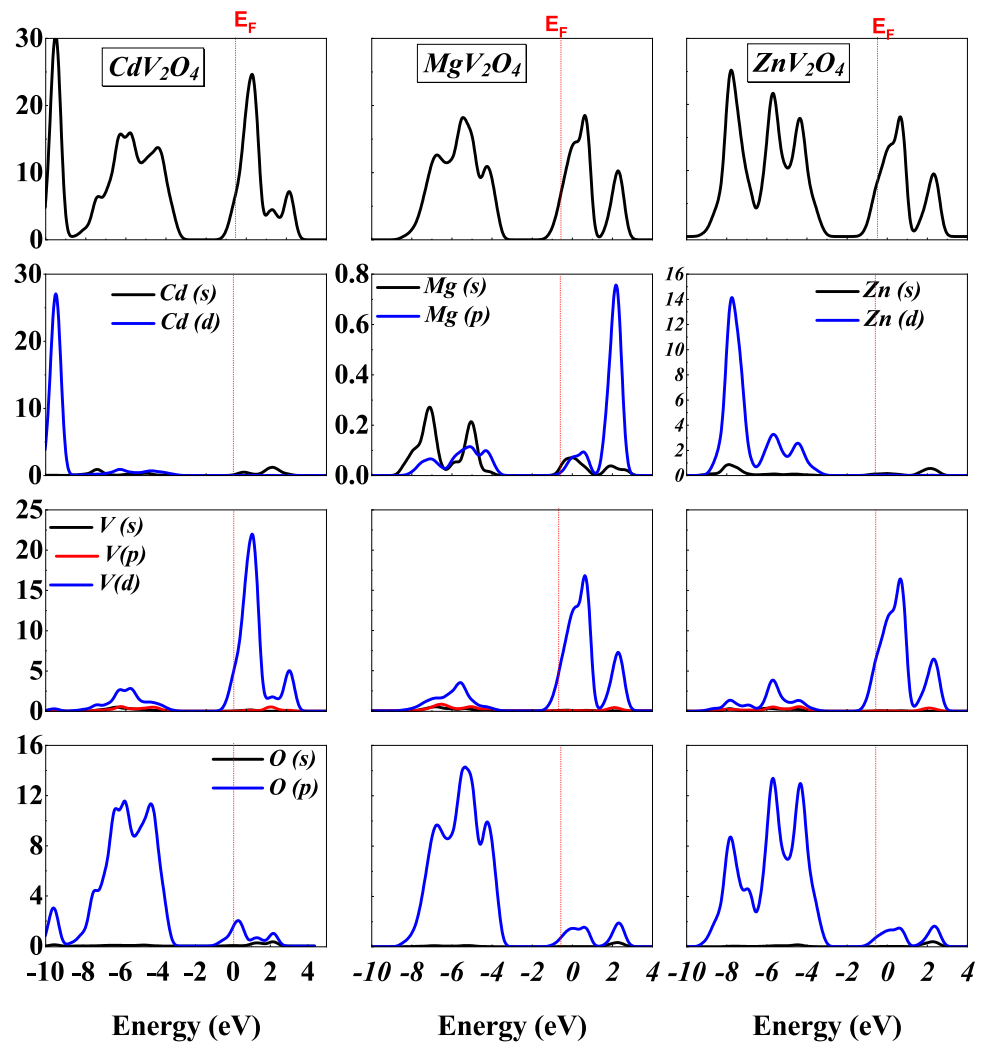 E_F E_F E_F
30 CdV₂O₄ MgV₂O₄ ZnV₂O₄
20
10
0
30 Cd (s) 0.8 Mg (s) 16 Zn (s)
Cd (d) Mg (p) 14 Zn (d)
20 0.6 12
10
0.4 8
10 6
0.2 4
2
0 0.0 0
25 V (s)
20 V(p)
V(d)
15
10
5
0
16 O (s)
O (p)
12
8
4
0
-10 -8 -6 -4 -2 0 2 4 -10 -8 -6 -4 -2 0 2 4 -10 -8 -6 -4 -2 0 2 4
Energy (eV) Energy (eV) Energy (eV)